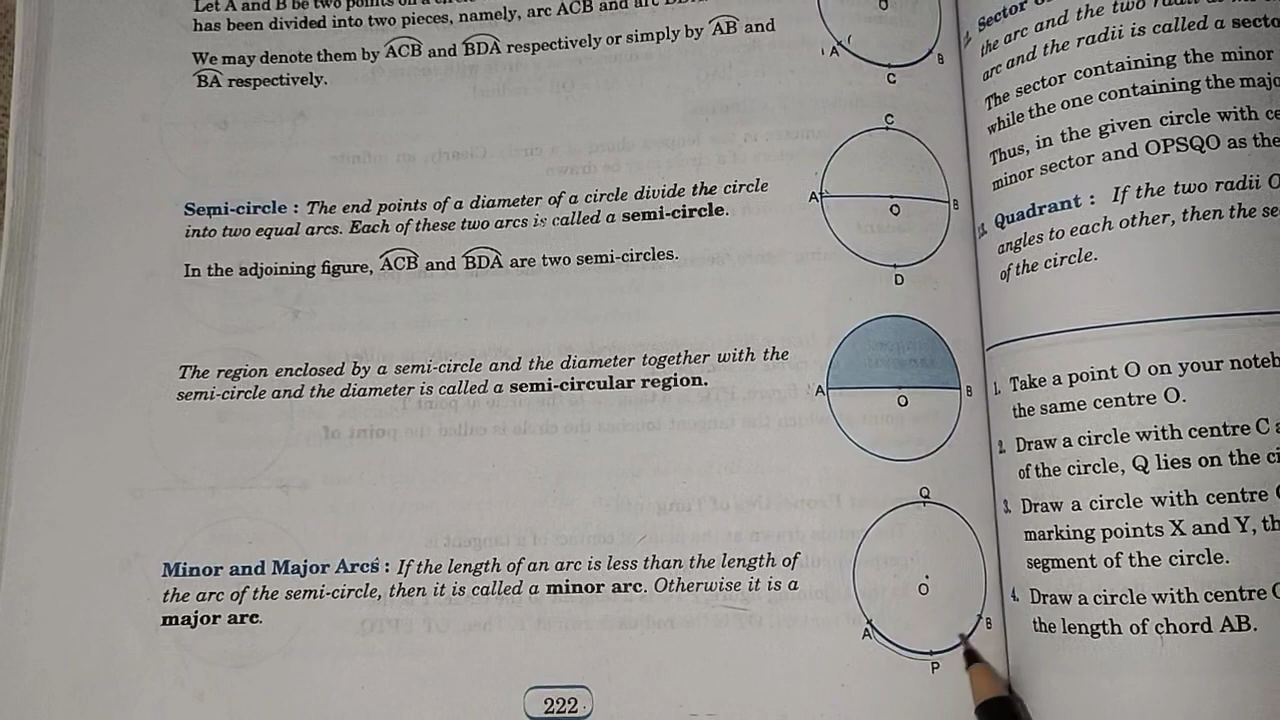 Let A and B be two points on a
has been divided into two pieces, namely, arc ACB and arc
We may denote them by ACB and BDA respectively or simply by AB and
BA respectively.
O
A
B
C
Semi-circle : The end points of a diameter of a circle divide the circle
into two equal arcs. Each of these two arcs is called a semi-circle.
In the adjoining figure, ACB and BDA are two semi-circles.
C
A
B
O
D
The region enclosed by a semi-circle and the diameter together with the
semi-circle and the diameter is called a semi-circular region.
A
B
O
Minor and Major Arcs : If the length of an arc is less than the length of
the arc of the semi-circle, then it is called a minor arc. Otherwise it is a
major arc.
Q
O
A
B
P
222
Sector
the arc and the two
arc and the radii is called a
The sector containing the minor
while the one containing the
Thus, in the given circle with
minor sector and OPSQO as the
Quadrant : If the two radii O
angles to each other, then the
of the circle.
1. Take a point O on your
the same centre O.
2. Draw a circle with centre C
of the circle, Q lies on the
3. Draw a circle with centre
marking points X and Y,
segment of the circle.
4. Draw a circle with centre
the length of chord AB.